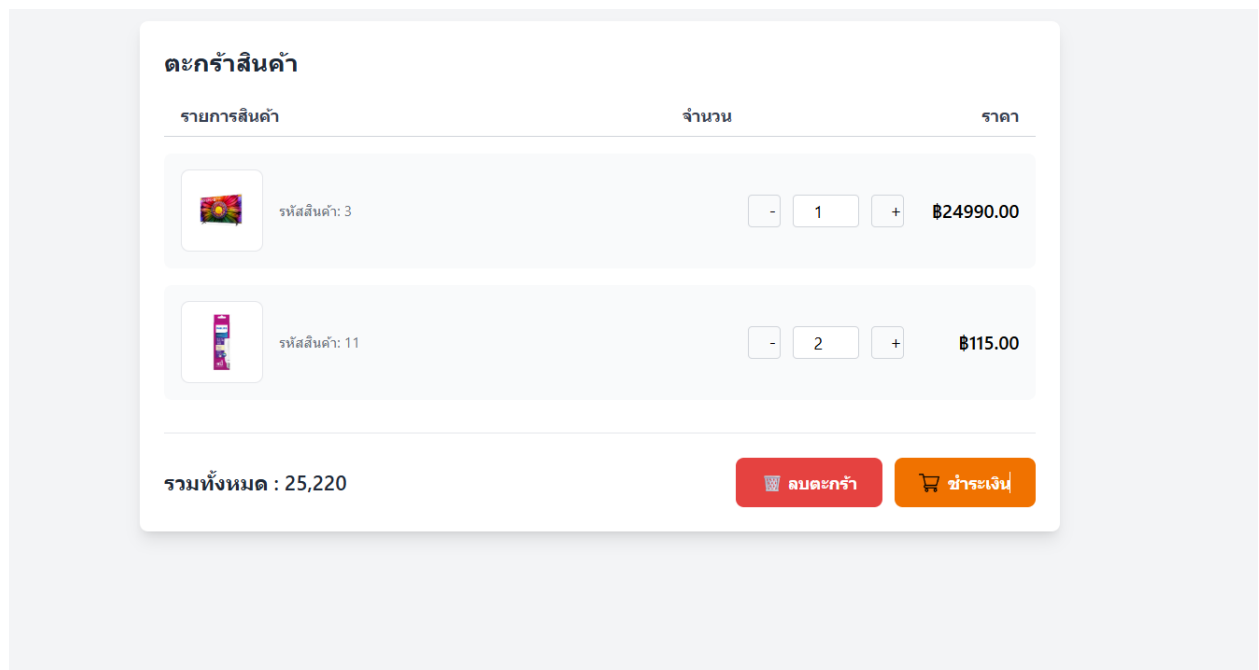 ตะกร้าสินค้า
รายการสินค้า จำนวน ราคา
รหัสสินค้า: 3 - 1 + ฿24990.00
รหัสสินค้า: 11 - 2 + ฿115.00
รวมทั้งหมด : 25,220 ลบตะกร้า ชำระเงิน